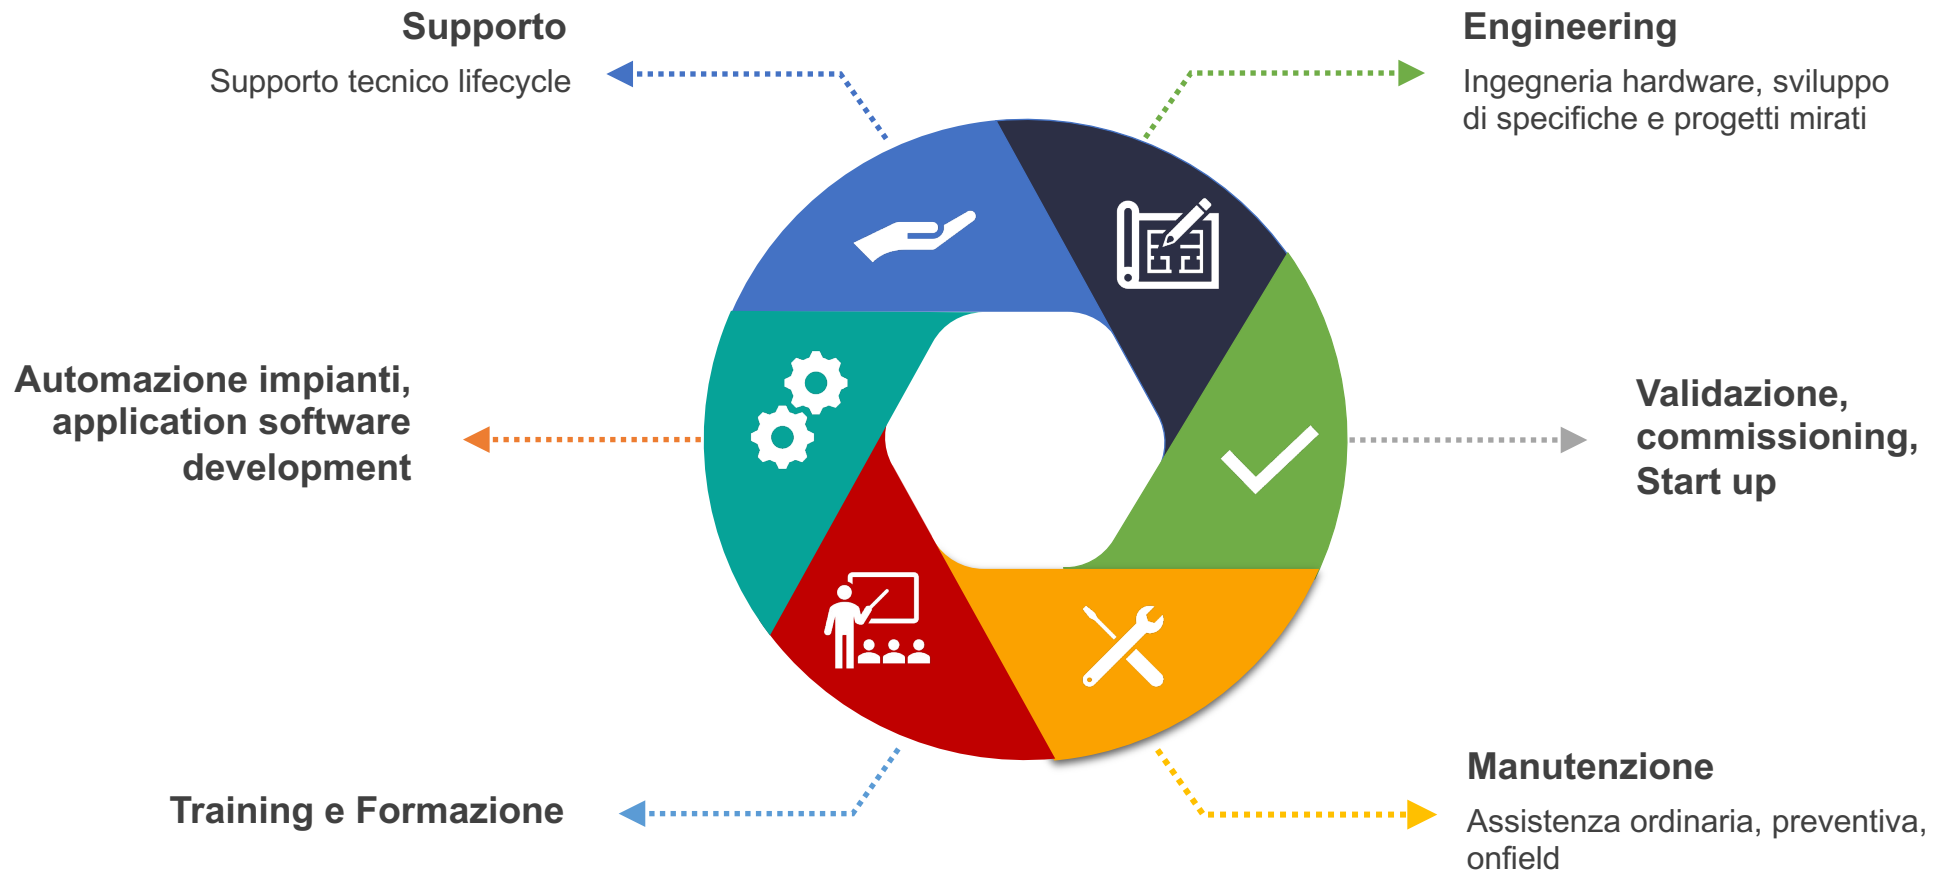 Supporto
Supporto tecnico lifecycle
Engineering
Ingegneria hardware, sviluppo
di specifiche e progetti mirati
Automazione impianti,
application software
development
Validazione,
commissioning,
Start up
Training e Formazione
Manutenzione
Assistenza ordinaria, preventiva,
onfield